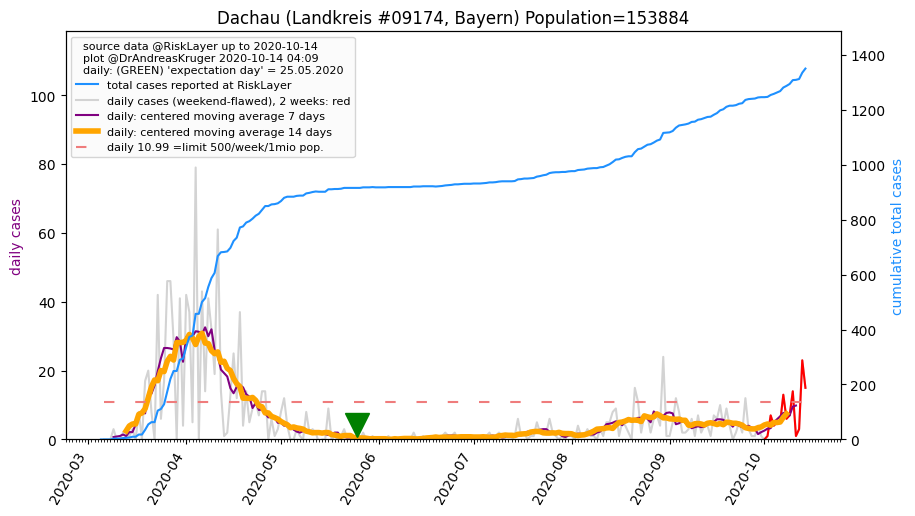 Dachau (Landkreis #09174, Bayern) Population=153884
source data @RiskLayer up to 2020-10-14
plot @DrAndreasKruger 2020-10-14 04:09
daily: (GREEN) 'expectation day' = 25.05.2020
total cases reported at RiskLayer
daily cases (weekend-flawed), 2 weeks: red
daily: centered moving average 7 days
daily: centered moving average 14 days
daily 10.99 =limit 500/week/1mio pop.
daily cases
100
80
60
40
20
0
cumulative total cases
1400
1200
1000
800
600
400
200
0
2020-03
2020-04
2020-05
2020-06
2020-07
2020-08
2020-09
2020-10